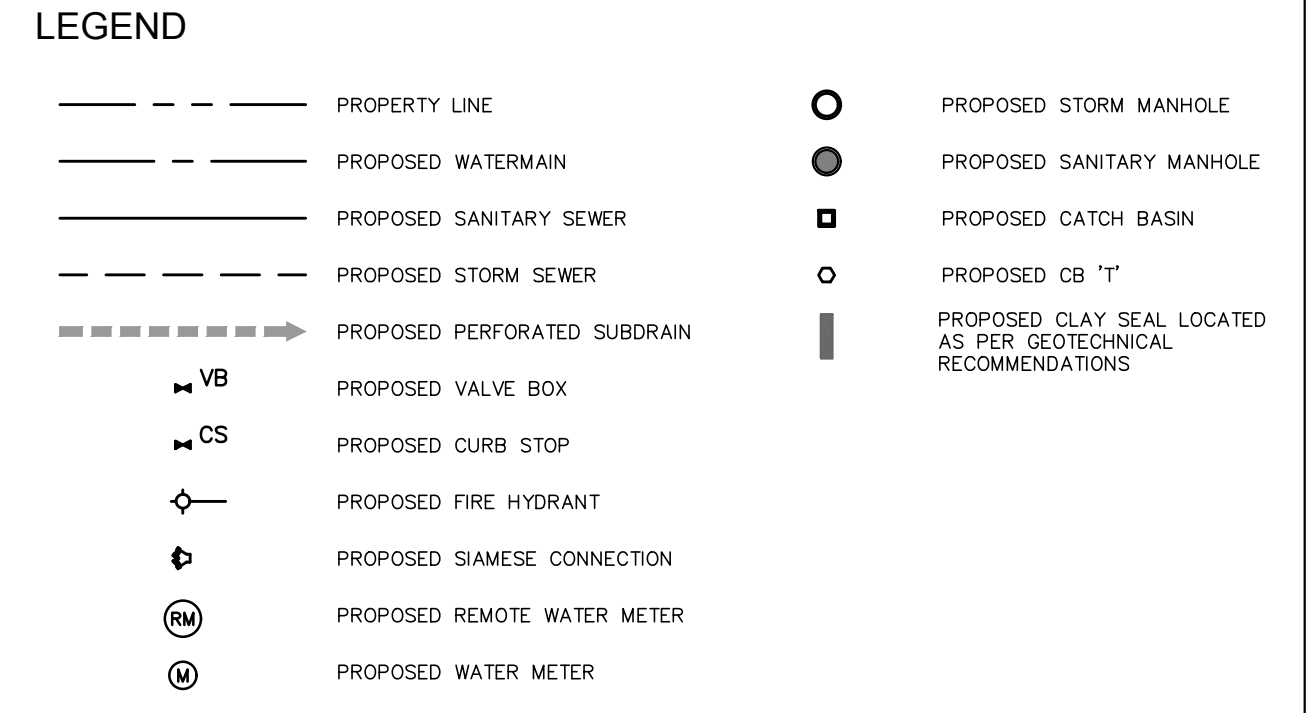 LEGEND
PROPERTY LINE
PROPOSED WATERMAIN
PROPOSED SANITARY SEWER
PROPOSED STORM SEWER
PROPOSED PERFORATED SUBDRAIN
VB PROPOSED VALVE BOX
CS PROPOSED CURB STOP
PROPOSED FIRE HYDRANT
PROPOSED SIAMESE CONNECTION
RM PROPOSED REMOTE WATER METER
M PROPOSED WATER METER
PROPOSED STORM MANHOLE
PROPOSED SANITARY MANHOLE
PROPOSED CATCH BASIN
PROPOSED CB 'T'
PROPOSED CLAY SEAL LOCATED
AS PER GEOTECHNICAL
RECOMMENDATIONS